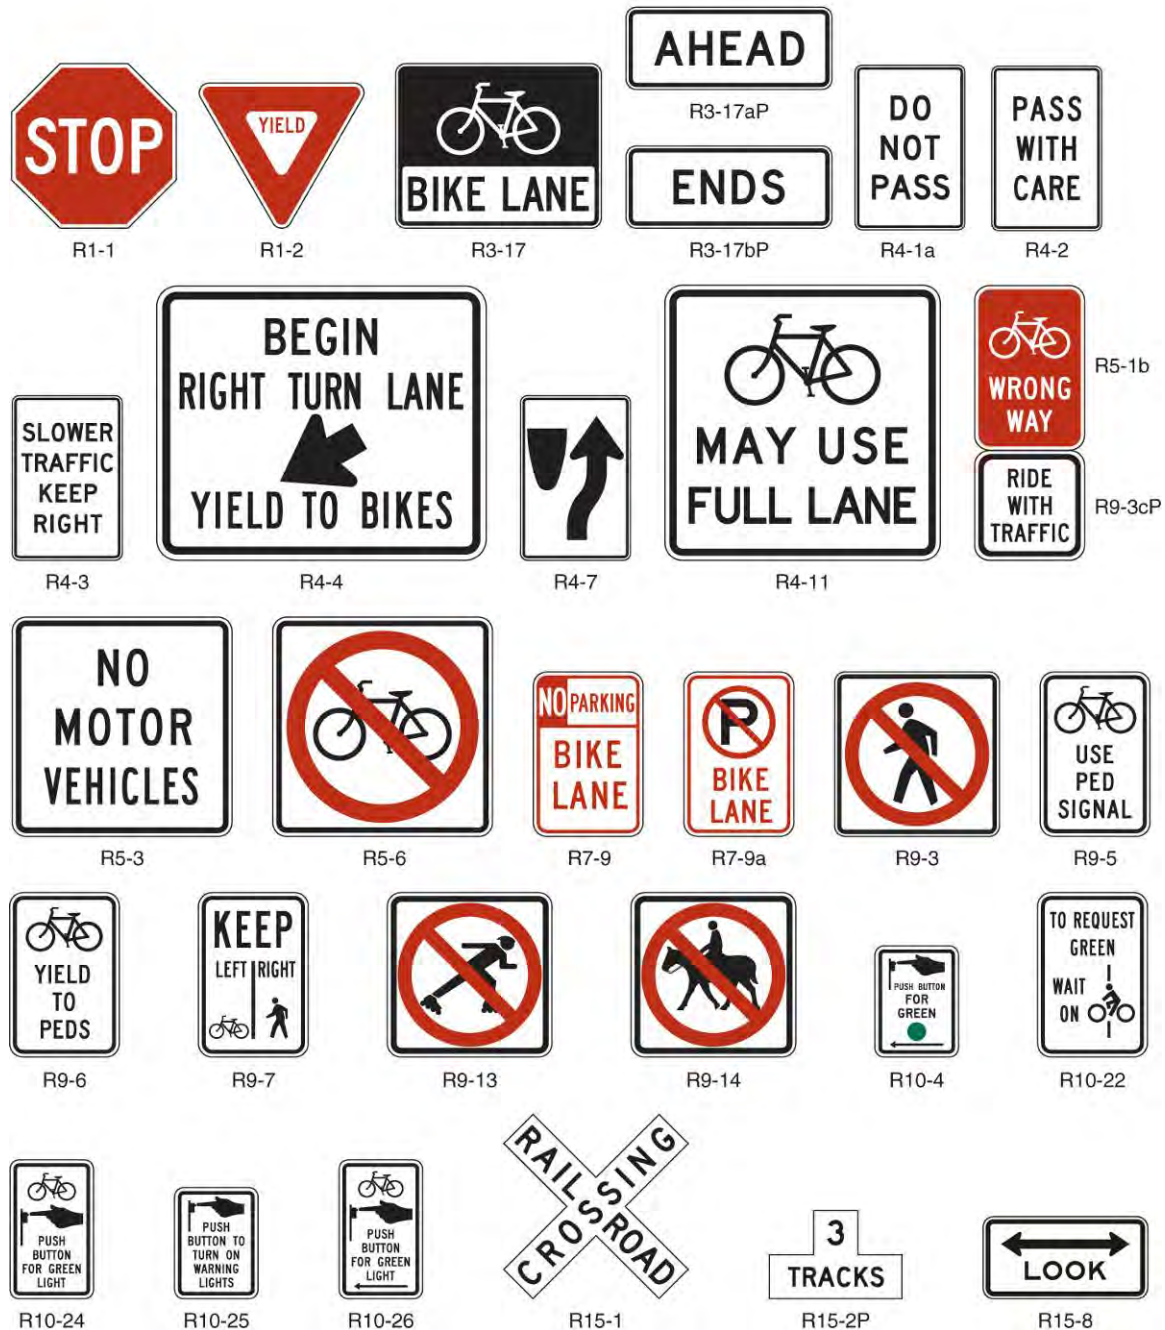 STOP
R1-1
YIELD
R1-2
BIKE LANE
R3-17
AHEAD
R3-17aP
ENDS
R3-17bP
DO
NOT
PASS
R4-1a
PASS
WITH
CARE
R4-2
SLOWER
TRAFFIC
KEEP
RIGHT
R4-3
BEGIN
RIGHT TURN LANE
YIELD TO BIKES
R4-4
R4-7
MAY USE
FULL LANE
R4-11
WRONG
WAY
R5-1b
RIDE
WITH
TRAFFIC
R9-3cP
NO
MOTOR
VEHICLES
R5-3
R5-6
NO PARKING
BIKE
LANE
R7-9
P
BIKE
LANE
R7-9a
R9-3
USE
PED
SIGNAL
R9-5
YIELD
TO
PEDS
R9-6
KEEP
LEFT RIGHT
R9-7
R9-13
R9-14
PUSH BUTTON
FOR
GREEN
R10-4
TO REQUEST
GREEN
WAIT
ON
R10-22
PUSH
BUTTON
FOR GREEN
LIGHT
R10-24
PUSH
BUTTON TO
TURN ON
WARNING
LIGHTS
R10-25
PUSH
BUTTON
FOR GREEN
LIGHT
R10-26
RAILROAD
CROSSING
R15-1
3
TRACKS
R15-2P
LOOK
R15-8